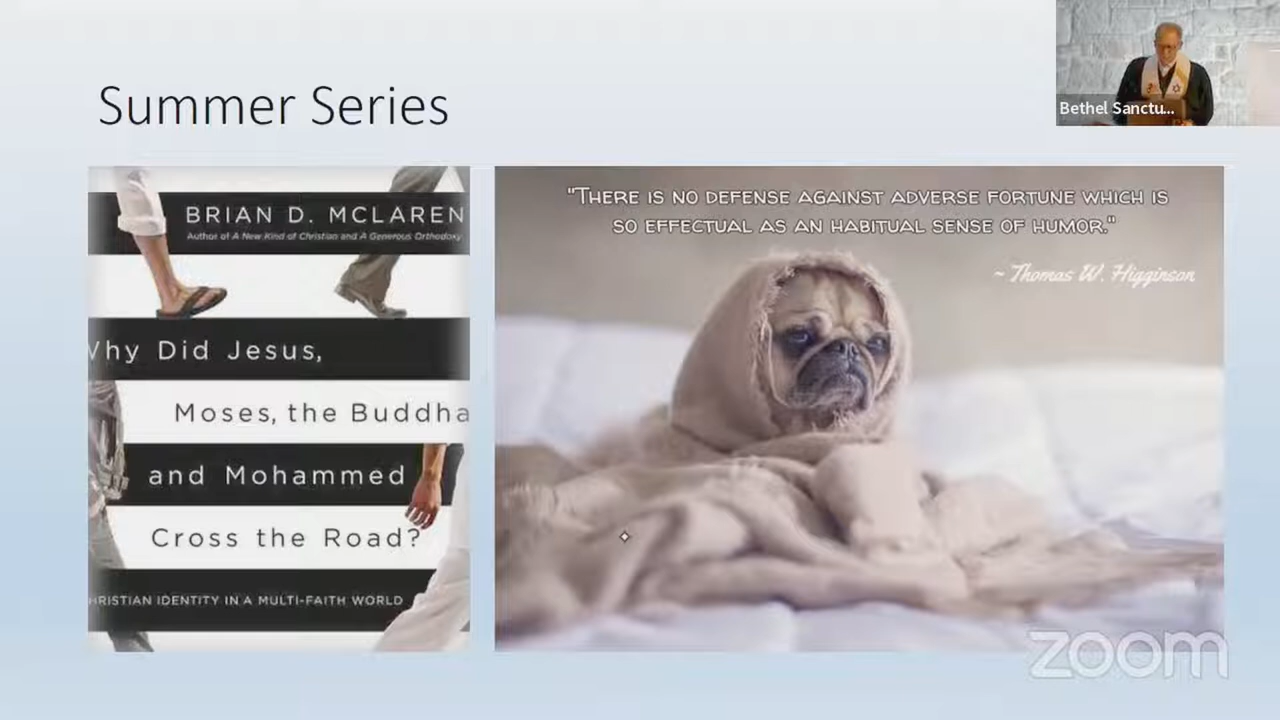 Summer Series
Bethel Sanctu...
BRIAN D. MCLAREN
Author of A New Kind of Christian and A Generous Orthodoxy
Why Did Jesus,
Moses, the Buddha
and Mohammed
Cross the Road?
HRISTIAN IDENTITY IN A MULTI-FAITH WORLD
"THERE IS NO DEFENSE AGAINST ADVERSE FORTUNE WHICH IS
SO EFFECTUAL AS AN HABITUAL SENSE OF HUMOR."
~ Thomas W. Higginson
zoom